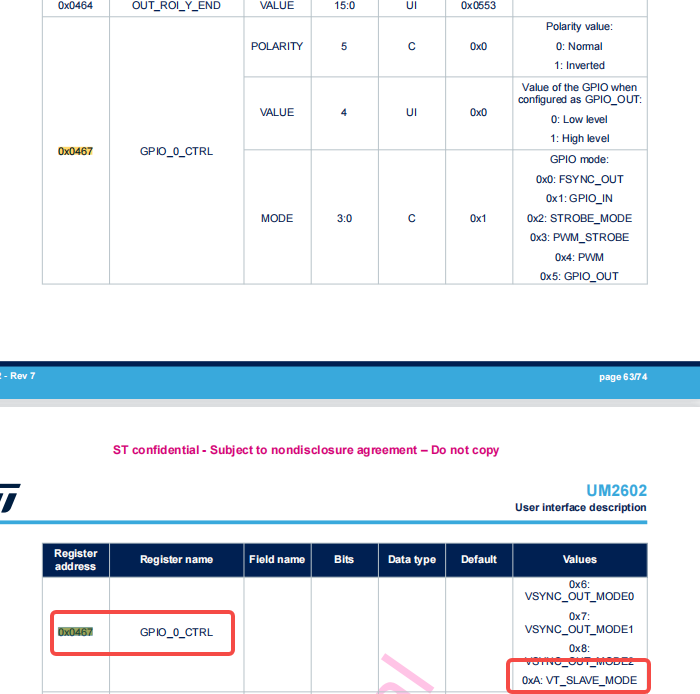 0x0464 OUT_ROI_Y_END VALUE 15:0 UI 0x0553
0x0467 GPIO_0_CTRL
POLARITY 5 C 0x0
Polarity value:
0: Normal
1: Inverted
VALUE 4 UI 0x0
Value of the GPIO when
configured as GPIO_OUT:
0: Low level
1: High level
MODE 3:0 C 0x1
GPIO mode:
0x0: FSYNC_OUT
0x1: GPIO_IN
0x2: STROBE_MODE
0x3: PWM_STROBE
0x4: PWM
0x5: GPIO_OUT
- Rev 7 page 63/74
ST confidential - Subject to nondisclosure agreement – Do not copy
UM2602
User interface description
Register address Register name Field name Bits Data type Default Values
0x0467 GPIO_0_CTRL
0x6:
VSYNC_OUT_MODE0
0x7:
VSYNC_OUT_MODE1
0x8:
VSYNC_OUT_MODE2
0xA: VT_SLAVE_MODE